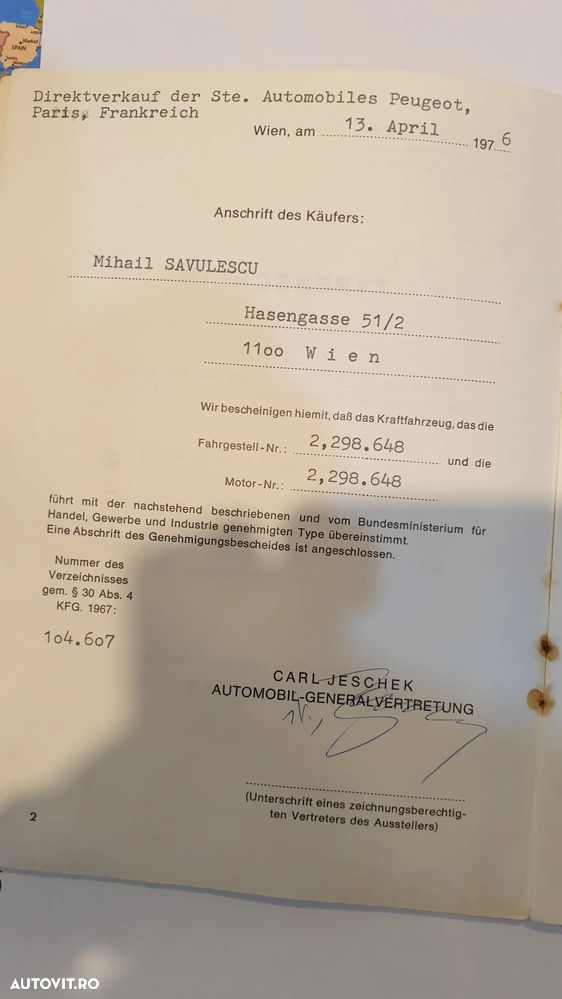 Madrid
SPAIN
Direktverkauf der Ste. Automobiles Peugeot,
Paris, Frankreich
Wien, am 13. April 1976
Anschrift des Käufers:
Mihail SAVULESCU
Hasengasse 51/2
11oo W i e n
Wir bescheinigen hiemit, daß das Kraftfahrzeug, das die
Fahrgestell-Nr.: 2,298.648 und die
Motor-Nr.: 2,298.648
führt mit der nachstehend beschriebenen und vom Bundesministerium für
Handel, Gewerbe und Industrie genehmigten Type übereinstimmt.
Eine Abschrift des Genehmigungsbescheides ist angeschlossen.
Nummer des
Verzeichnisses
gem. § 30 Abs. 4
KFG. 1967:
1o4.6o7
CARL JESCHEK
AUTOMOBIL-GENERALVERTRETUNG
(Unterschrift eines zeichnungsberechtig-
ten Vertreters des Ausstellers)
2
AUTOVIT.RO